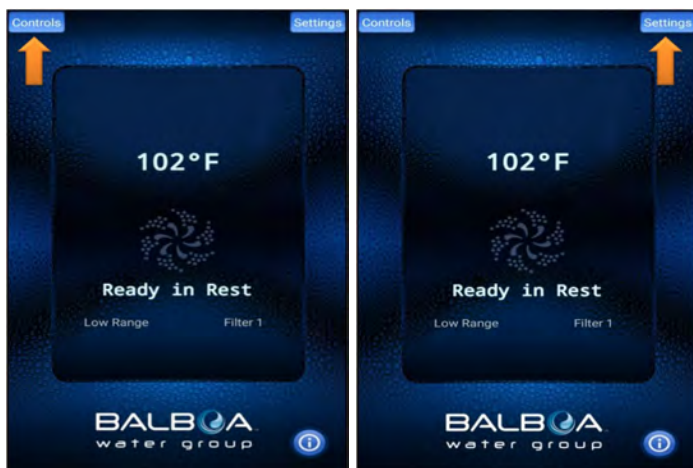 Controls Settings
102°F
Ready in Rest
Low Range Filter 1
BALBOA
water group
Controls Settings
102°F
Ready in Rest
Low Range Filter 1
BALBOA
water group